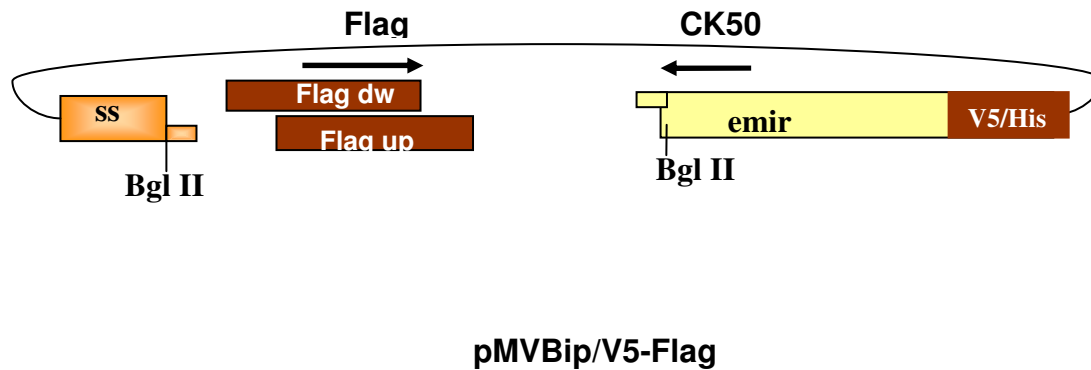 Flag CK50
Flag dw
ss
Flag up
emir
V5/His
Bgl II
Bgl II
pMVBip/V5-Flag